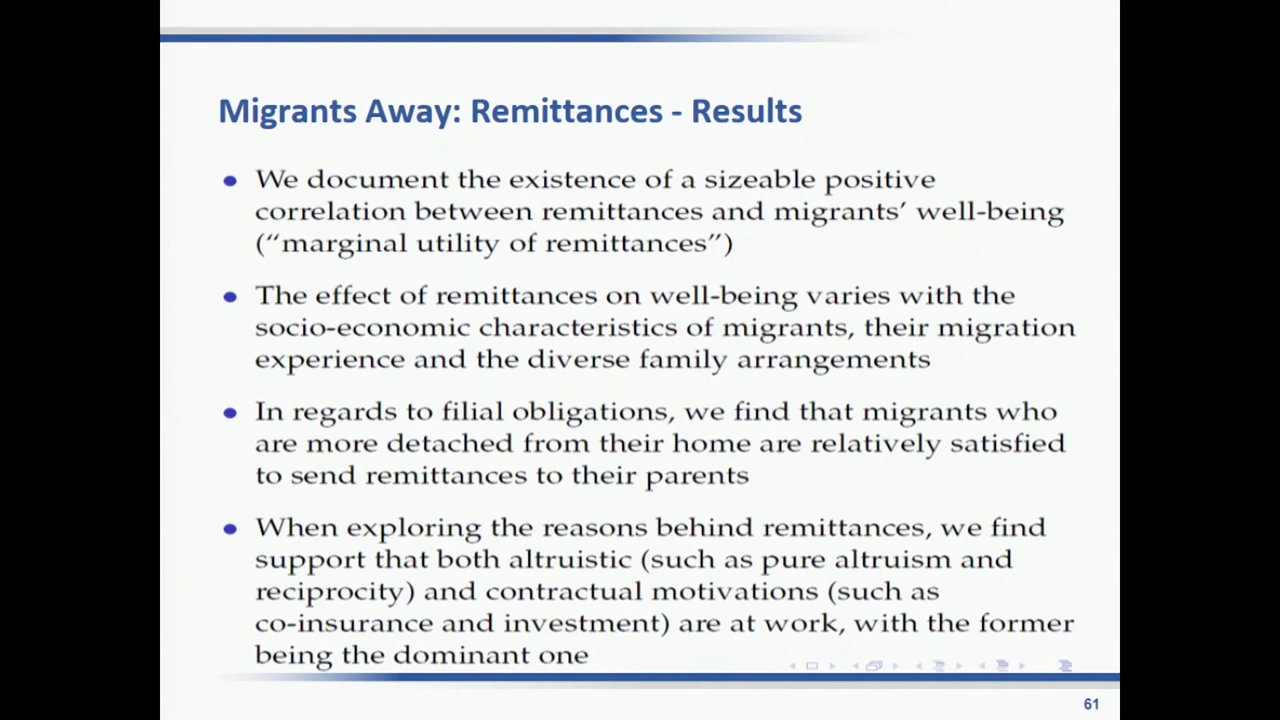 Migrants Away: Remittances - Results
• We document the existence of a sizeable positive
correlation between remittances and migrants’ well-being
(“marginal utility of remittances”)
• The effect of remittances on well-being varies with the
socio-economic characteristics of migrants, their migration
experience and the diverse family arrangements
• In regards to filial obligations, we find that migrants who
are more detached from their home are relatively satisfied
to send remittances to their parents
• When exploring the reasons behind remittances, we find
support that both altruistic (such as pure altruism and
reciprocity) and contractual motivations (such as
co-insurance and investment) are at work, with the former
being the dominant one
61